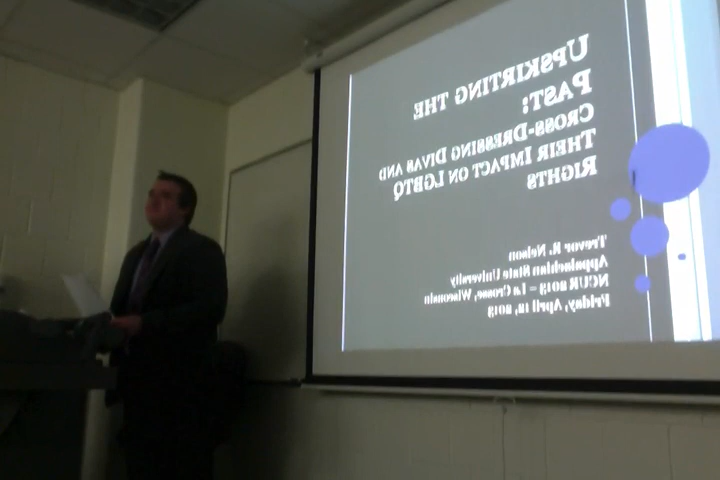 UPSKIRTING THE
PAST:
CROSS-DRESSING DIVAS AND
THEIR IMPACT ON LGBTQ
RIGHTS
Trevor R. Nelson
Appalachian State University
NCUR 2013 – La Crosse, Wisconsin
Friday, April 12, 2013